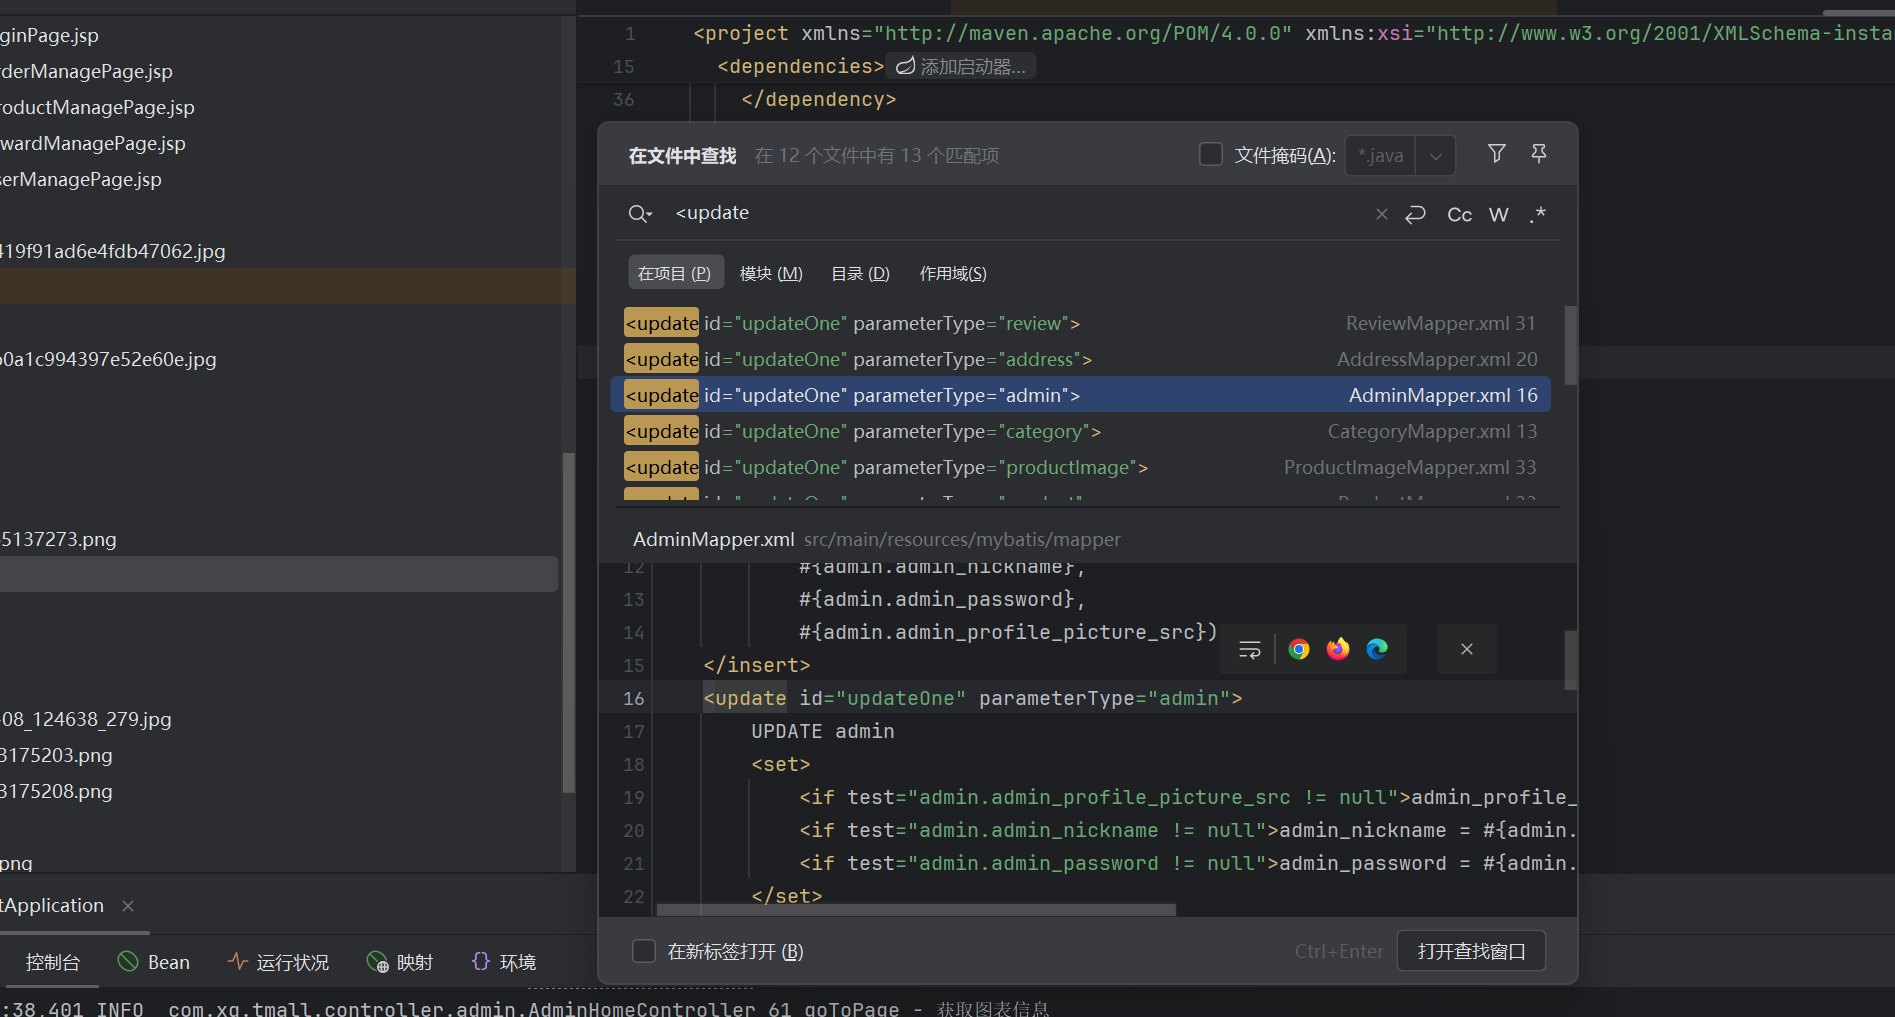 ginPage.jsp
rderManagePage.jsp
roductManagePage.jsp
wardManagePage.jsp
serManagePage.jsp
419f91ad6e4fdb47062.jpg
b0a1c994397e52e60e.jpg
5137273.png
08_124638_279.jpg
3175203.png
3175208.png
png
1 <project xmlns="http://maven.apache.org/POM/4.0.0" xmlns:xsi="http://www.w3.org/2001/XMLSchema-insta
15 <dependencies> 添加启动器...
36 </dependency>
在文件中查找 在 12 个文件中有 13 个匹配项 文件掩码(A): *.java
<update Cc W .*
在项目 (P) 模块 (M) 目录 (D) 作用域(S)
<update id="updateOne" parameterType="review"> ReviewMapper.xml 31
<update id="updateOne" parameterType="address"> AddressMapper.xml 20
<update id="updateOne" parameterType="admin"> AdminMapper.xml 16
<update id="updateOne" parameterType="category"> CategoryMapper.xml 13
<update id="updateOne" parameterType="productImage"> ProductImageMapper.xml 33
AdminMapper.xml src/main/resources/mybatis/mapper
12 #{admin.admin_nickname},
13 #{admin.admin_password},
14 #{admin.admin_profile_picture_src})
15 </insert>
16 <update id="updateOne" parameterType="admin">
17 UPDATE admin
18 <set>
19 <if test="admin.admin_profile_picture_src != null">admin_profile_
20 <if test="admin.admin_nickname != null">admin_nickname = #{admin.
21 <if test="admin.admin_password != null">admin_password = #{admin.
22 </set>
在新标签打开 (B) Ctrl+Enter 打开查找窗口
tApplication
控制台 Bean 运行状况 映射 {} 环境
:38,401 INFO com.xq.tmall.controller.admin.AdminHomeController 61 goToPage - 获取图表信息